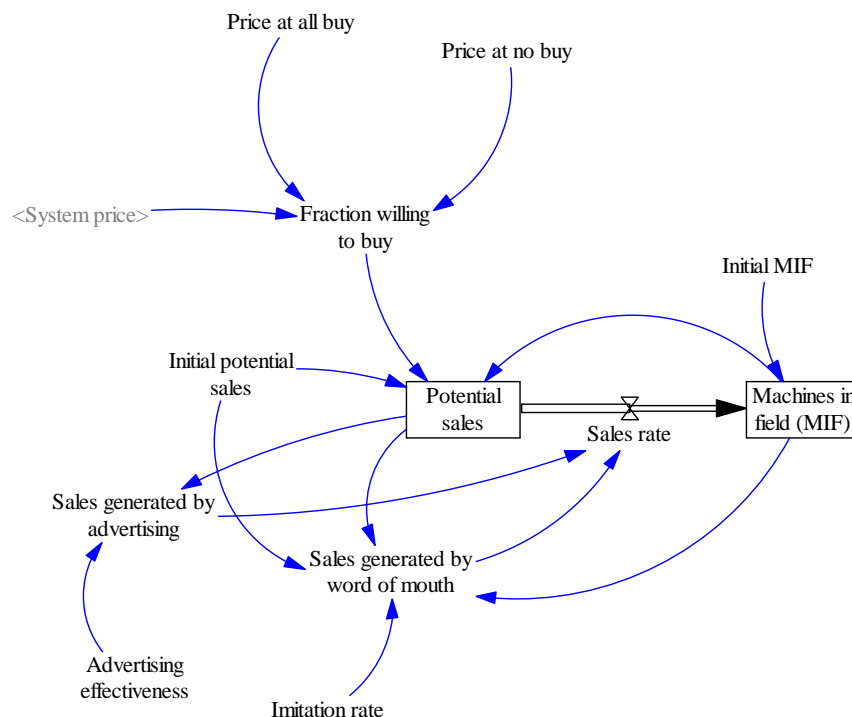 Price at all buy
Price at no buy
<System price>
Fraction willing
to buy
Initial MIF
Initial potential
sales
Potential
sales
Machines in
field (MIF)
Sales rate
Sales generated by
advertising
Sales generated by
word of mouth
Advertising
effectiveness
Imitation rate